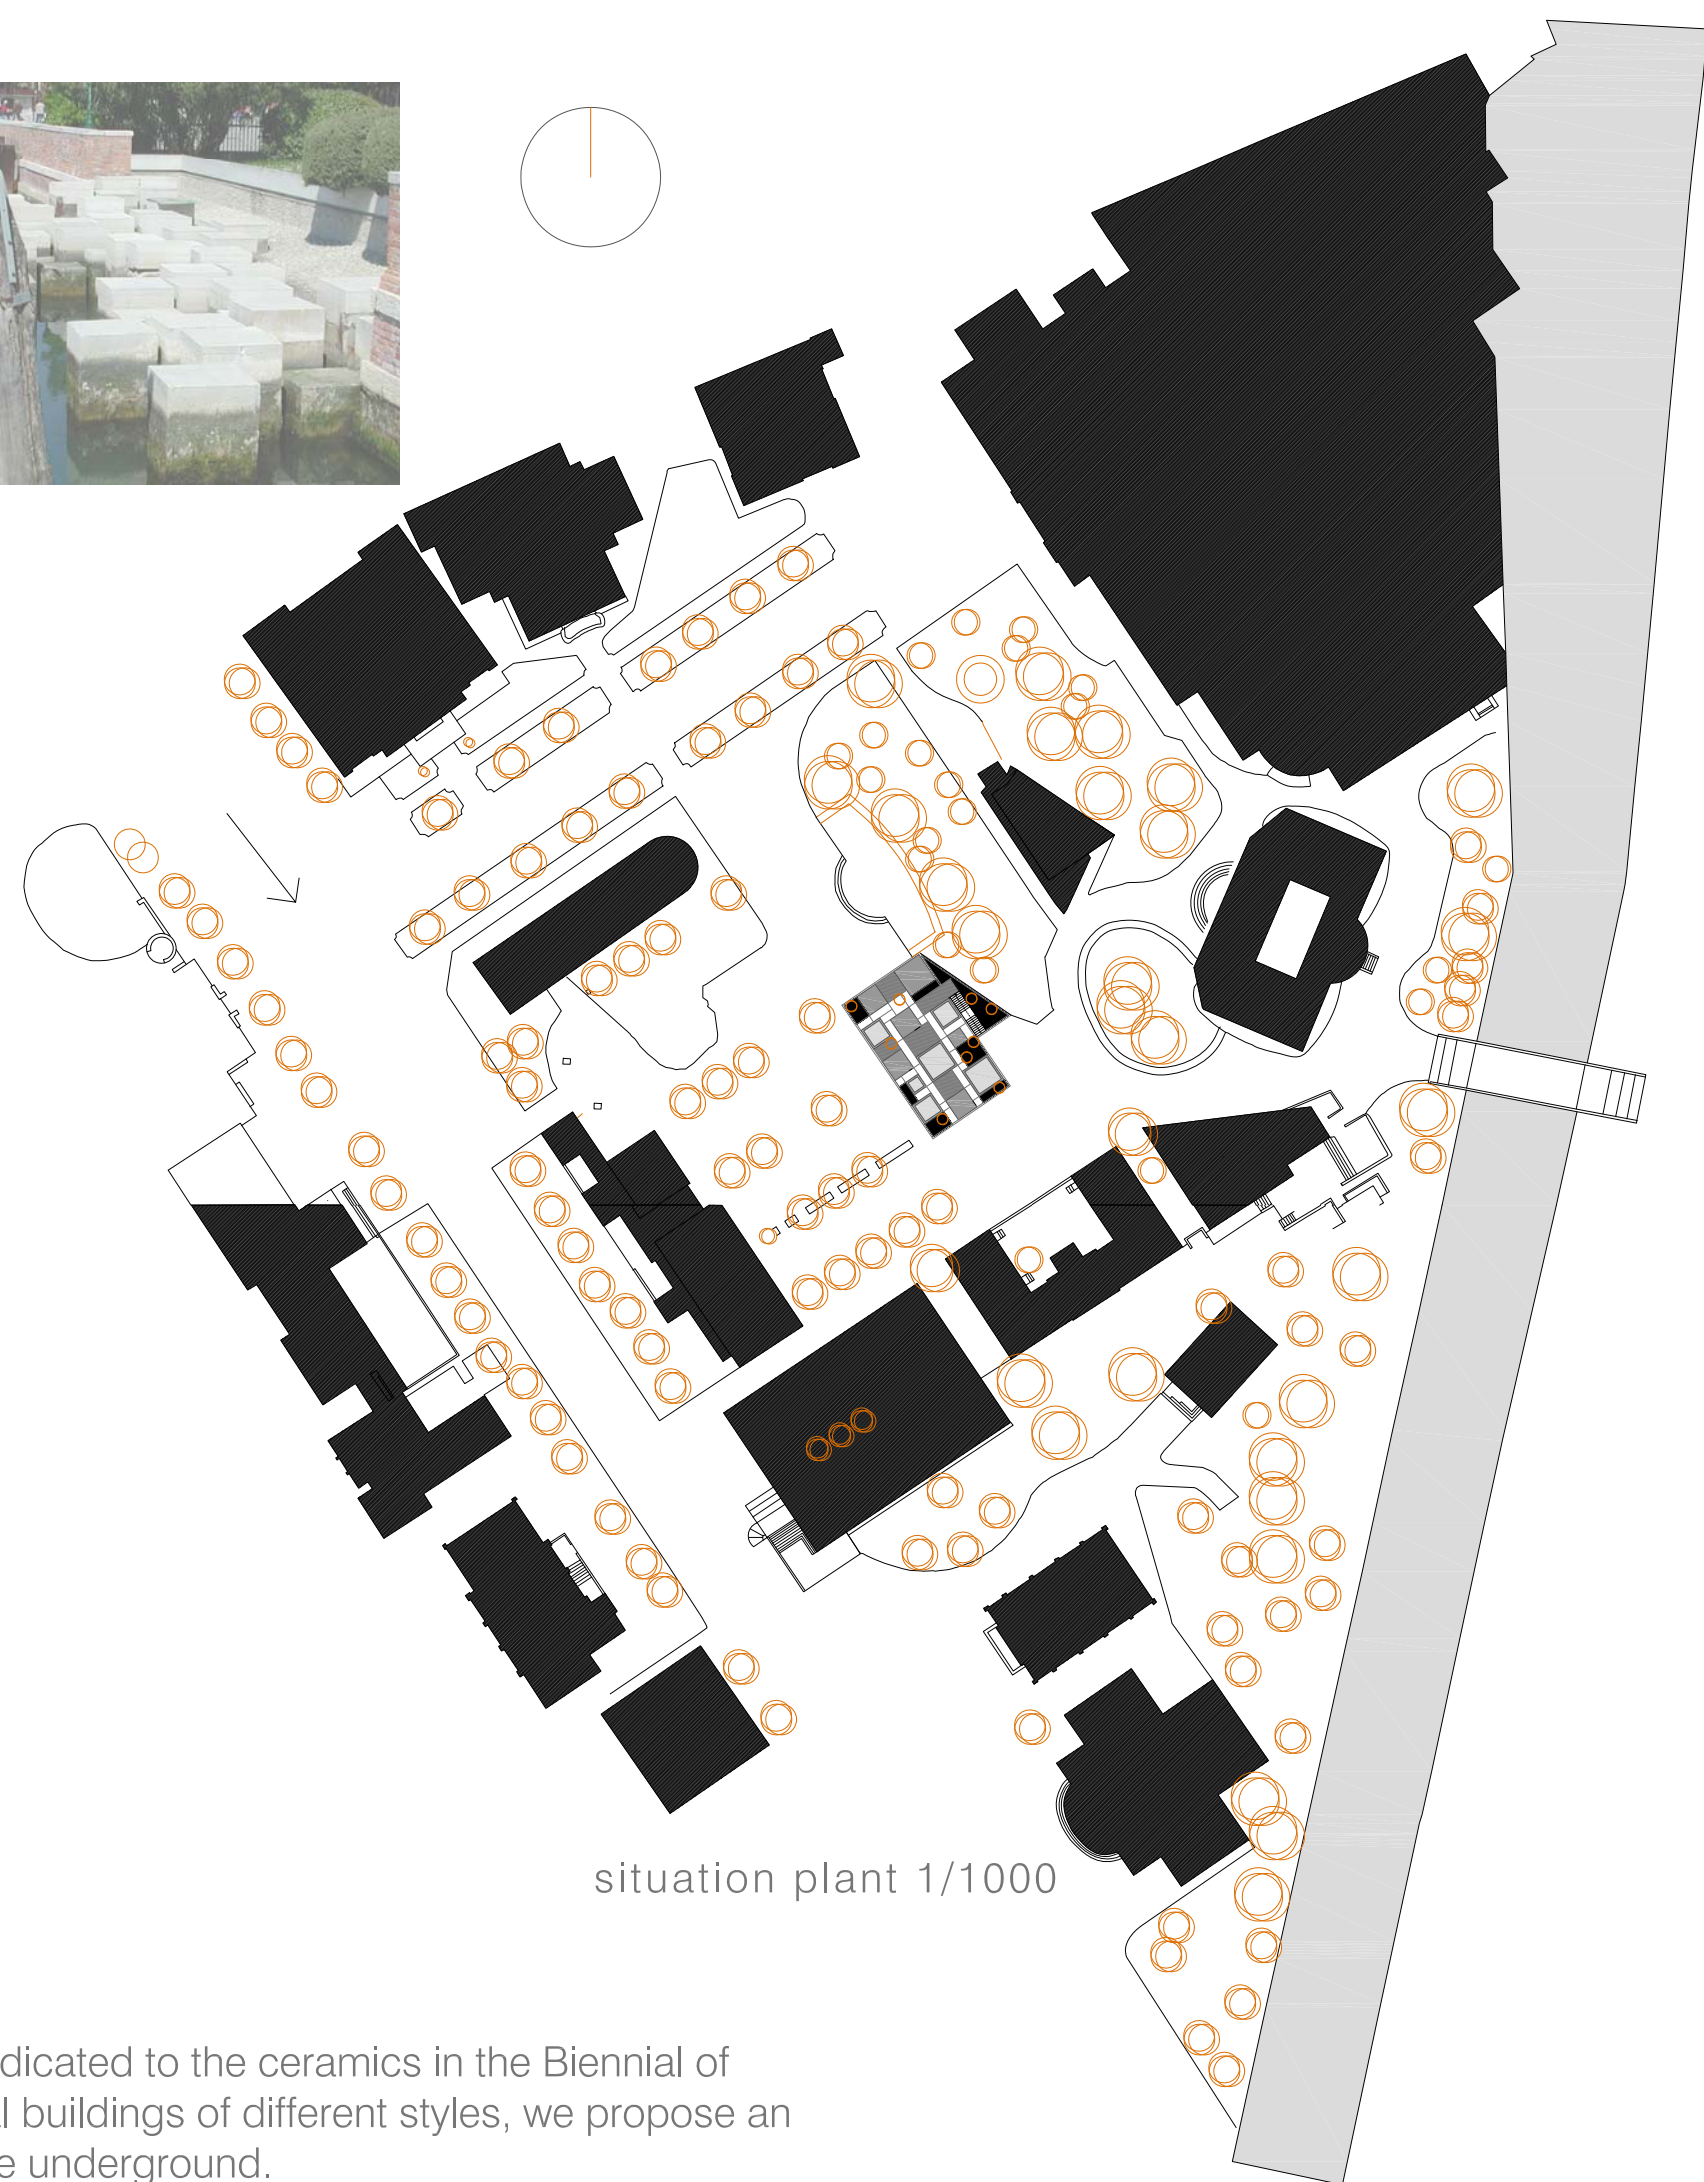 situation plant 1/1000
dicated to the ceramics in the Biennial of
buildings of different styles, we propose an
underground.